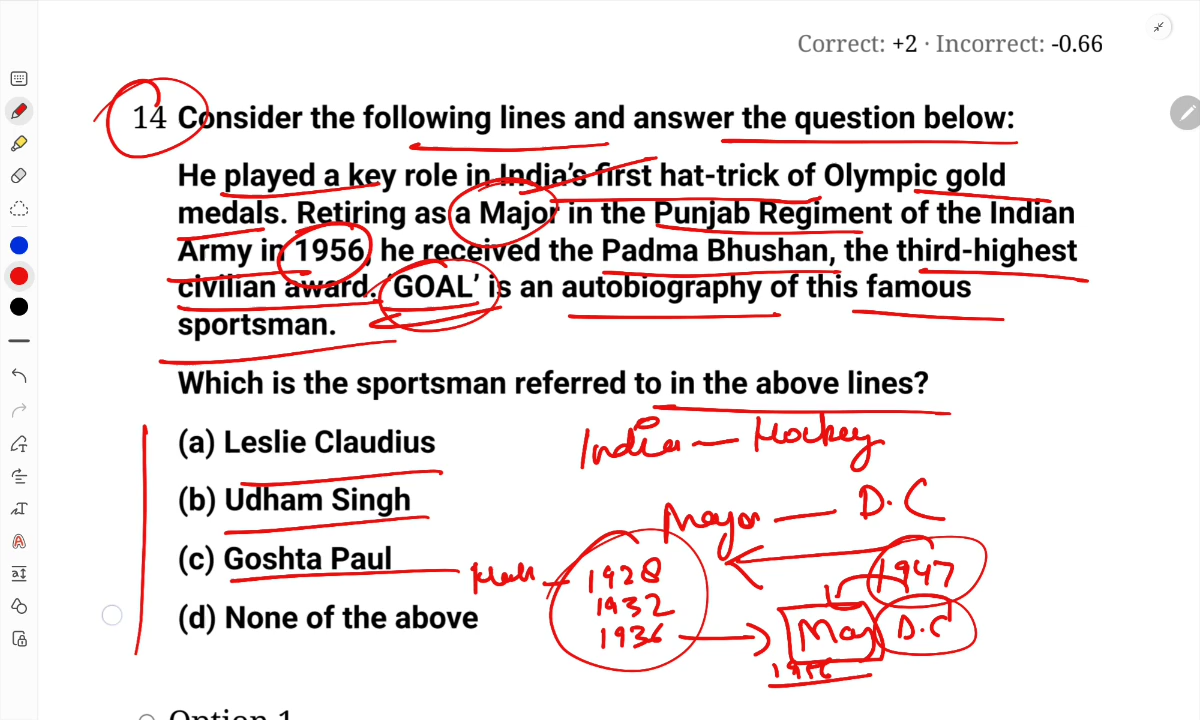 Correct: +2 · Incorrect: -0.66
14 Consider the following lines and answer the question below:
He played a key role in India's first hat-trick of Olympic gold
medals. Retiring as a Major in the Punjab Regiment of the Indian
Army in 1956, he received the Padma Bhushan, the third-highest
civilian award. 'GOAL' is an autobiography of this famous
sportsman.
Which is the sportsman referred to in the above lines?
(a) Leslie Claudius
India — Hockey
(b) Udham Singh
Major — D.C
(c) Goshta Paul
1928
1947
1932
(d) None of the above
1936
Maj D.C
1956
Option 1